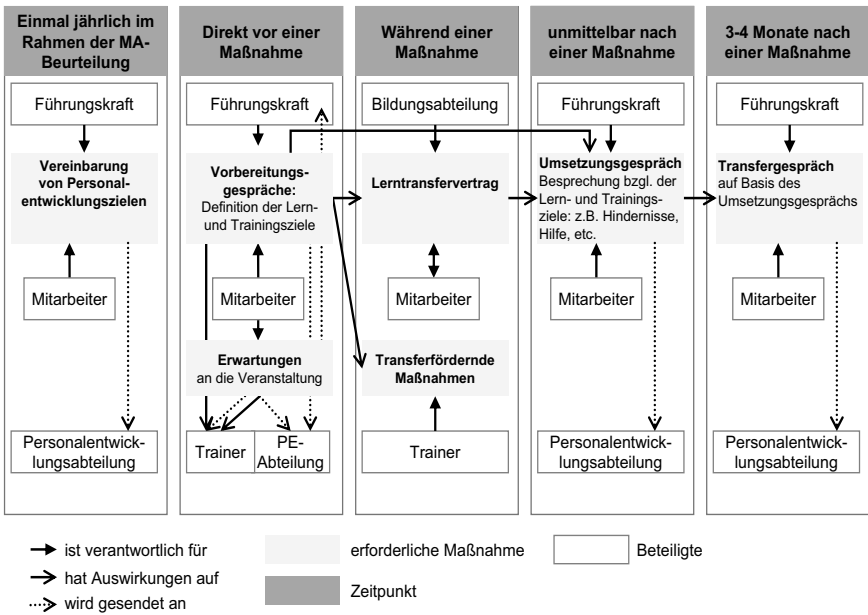 Einmal jährlich im
Rahmen der MA-
Beurteilung
Direkt vor einer
Maßnahme
Während einer
Maßnahme
unmittelbar nach
einer Maßnahme
3-4 Monate nach
einer Maßnahme
Führungskraft
Führungskraft
Bildungsabteilung
Führungskraft
Führungskraft
Vereinbarung
von Personal-
entwicklungszielen
Vorbereitungs-
gespräche:
Definition der Lern-
und Trainingsziele
Lerntransfervertrag
Umsetzungsgespräch
Besprechung bzgl. der
Lern- und Trainings-
ziele: z.B. Hindernisse,
Hilfe, etc.
Transfergespräch
auf Basis des
Umsetzungsgesprächs
Mitarbeiter
Mitarbeiter
Mitarbeiter
Mitarbeiter
Mitarbeiter
Erwartungen
an die Veranstaltung
Transferfördernde
Maßnahmen
Personalentwick-
lungsabteilung
Trainer
PE-
Abteilung
Trainer
Personalentwick-
lungsabteilung
Personalentwick-
lungsabteilung
ist verantwortlich für
hat Auswirkungen auf
wird gesendet an
erforderliche Maßnahme
Zeitpunkt
Beteiligte